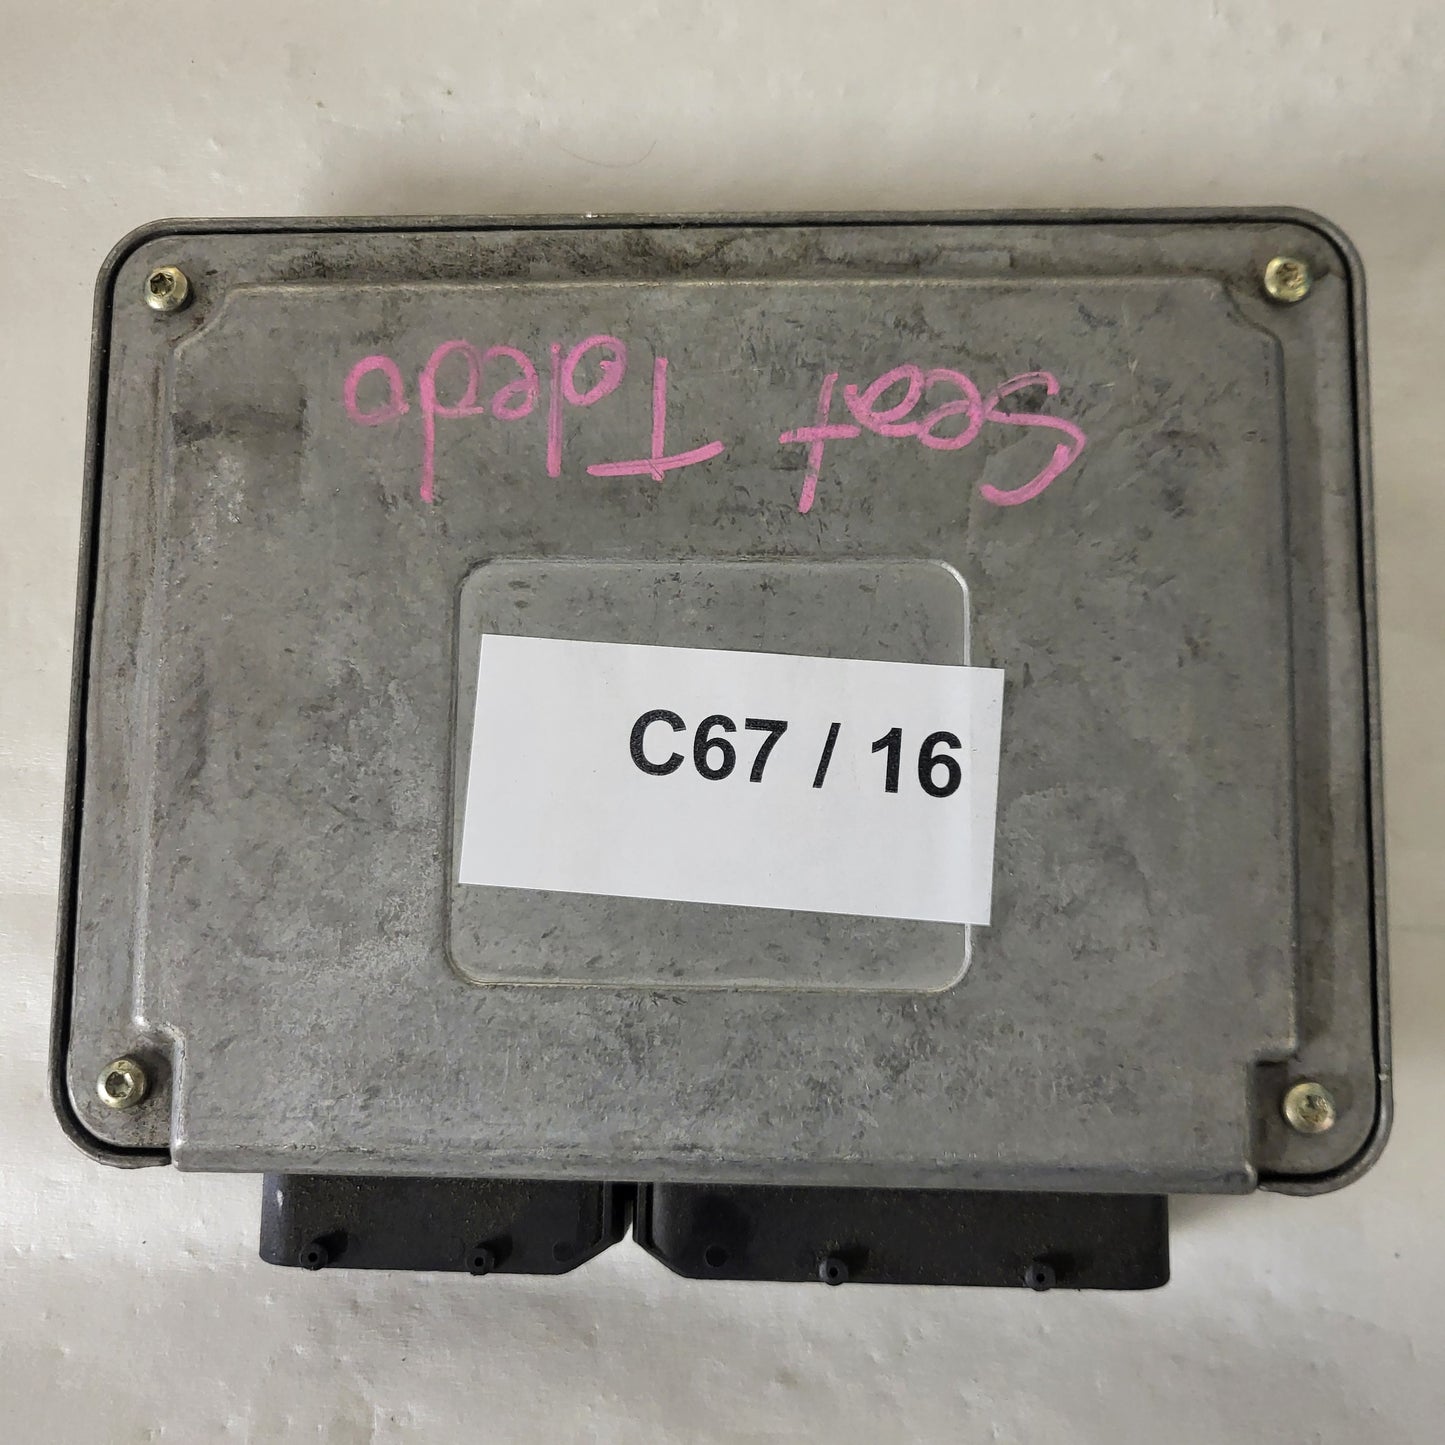 Seat Toledo
C67 / 16